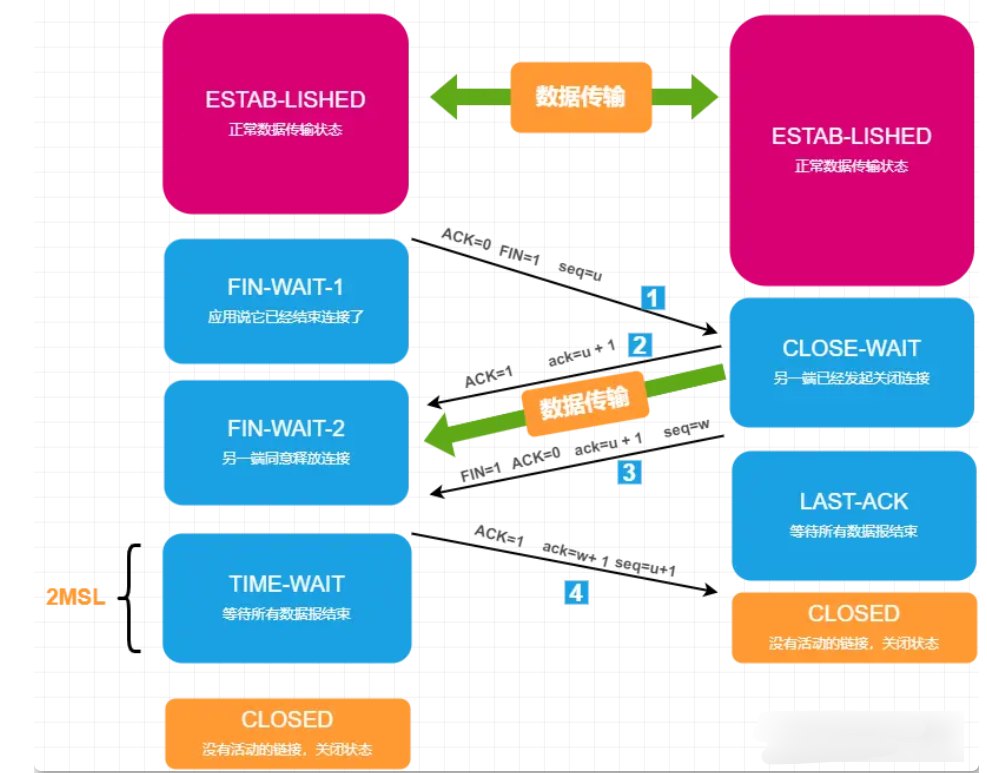 ESTAB-LISHED
正常数据传输状态
数据传输
ESTAB-LISHED
正常数据传输状态
ACK=0 FIN=1 seq=u
1
FIN-WAIT-1
应用说它已经结束连接了
2
ACK=1 ack=u + 1
CLOSE-WAIT
另一端已经发起关闭连接
数据传输
FIN-WAIT-2
另一端同意释放连接
FIN=1 ACK=0 ack=u + 1 seq=w
3
LAST-ACK
等待所有数据报结束
ACK=1 ack=w+ 1 seq=u+1
4
2MSL
TIME-WAIT
等待所有数据报结束
CLOSED
没有活动的链接，关闭状态
CLOSED
没有活动的链接，关闭状态